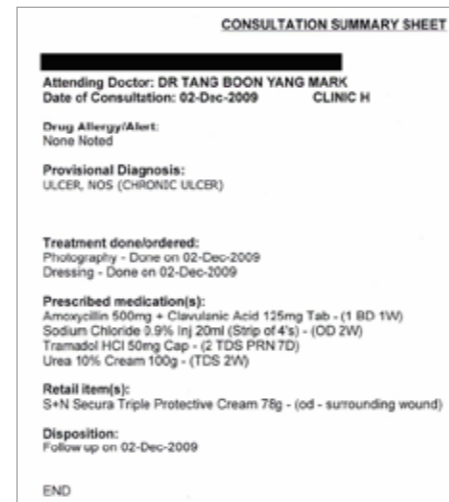 CONSULTATION SUMMARY SHEET
Attending Doctor: DR TANG BOON YANG MARK
Date of Consultation: 02-Dec-2009 CLINIC H
Drug Allergy/Alert:
None Noted
Provisional Diagnosis:
ULCER, NOS (CHRONIC ULCER)
Treatment done/ordered:
Photography - Done on 02-Dec-2009
Dressing - Done on 02-Dec-2009
Prescribed medication(s):
Amoxycillin 500mg + Clavulanic Acid 125mg Tab - (1 BD 1W)
Sodium Chloride 0.9% Inj 20ml (Strip of 4's) - (OD 2W)
Tramadol HCl 50mg Cap - (2 TDS PRN 7D)
Urea 10% Cream 100g - (TDS 2W)
Retail item(s):
S+N Secura Triple Protective Cream 78g - (od - surrounding wound)
Disposition:
Follow up on 02-Dec-2009
END